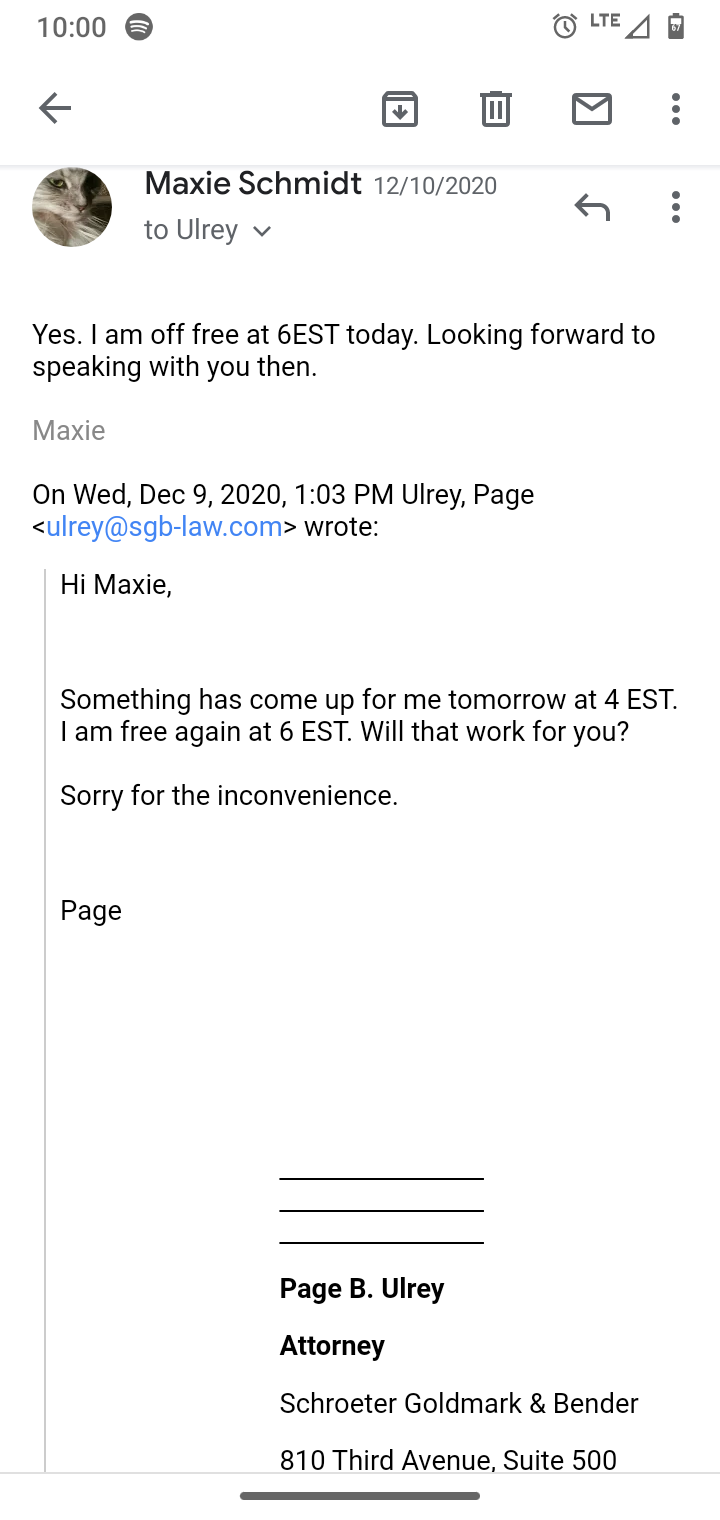 10:00
LTE
67
Maxie Schmidt 12/10/2020
to Ulrey
Yes. I am off free at 6EST today. Looking forward to
speaking with you then.
Maxie
On Wed, Dec 9, 2020, 1:03 PM Ulrey, Page
<ulrey@sgb-law.com> wrote:
Hi Maxie,
Something has come up for me tomorrow at 4 EST.
I am free again at 6 EST. Will that work for you?
Sorry for the inconvenience.
Page
Page B. Ulrey
Attorney
Schroeter Goldmark & Bender
810 Third Avenue, Suite 500